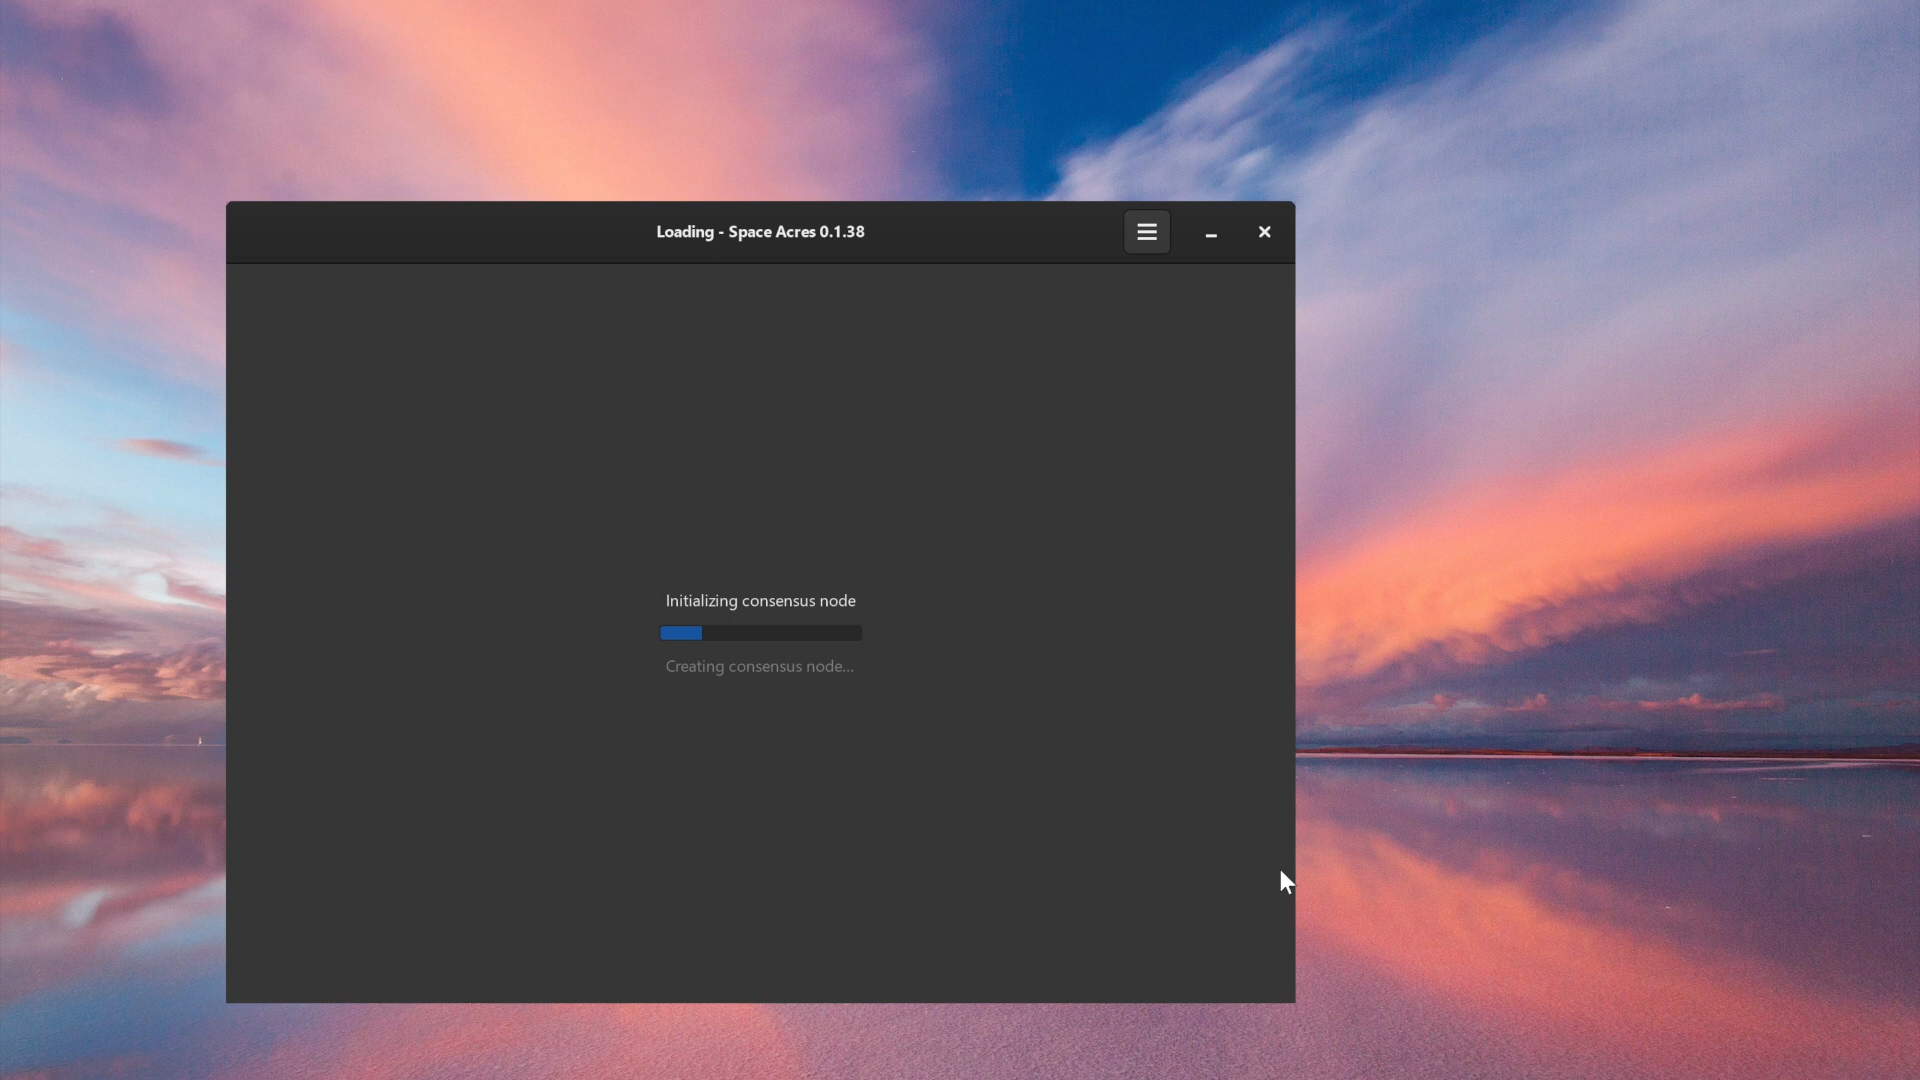 Loading - Space Acres 0.1.38
Initializing consensus node
Creating consensus node...